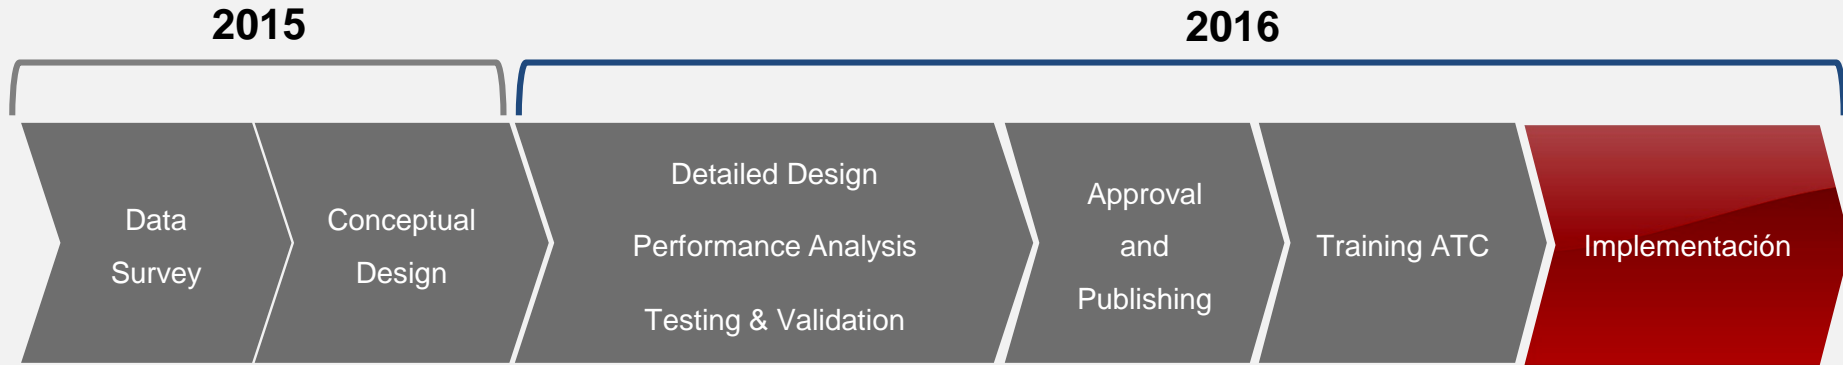 2015
2016
Data
Survey
Conceptual
Design
Detailed Design
Performance Analysis
Testing & Validation
Approval
and
Publishing
Training ATC
Implementación